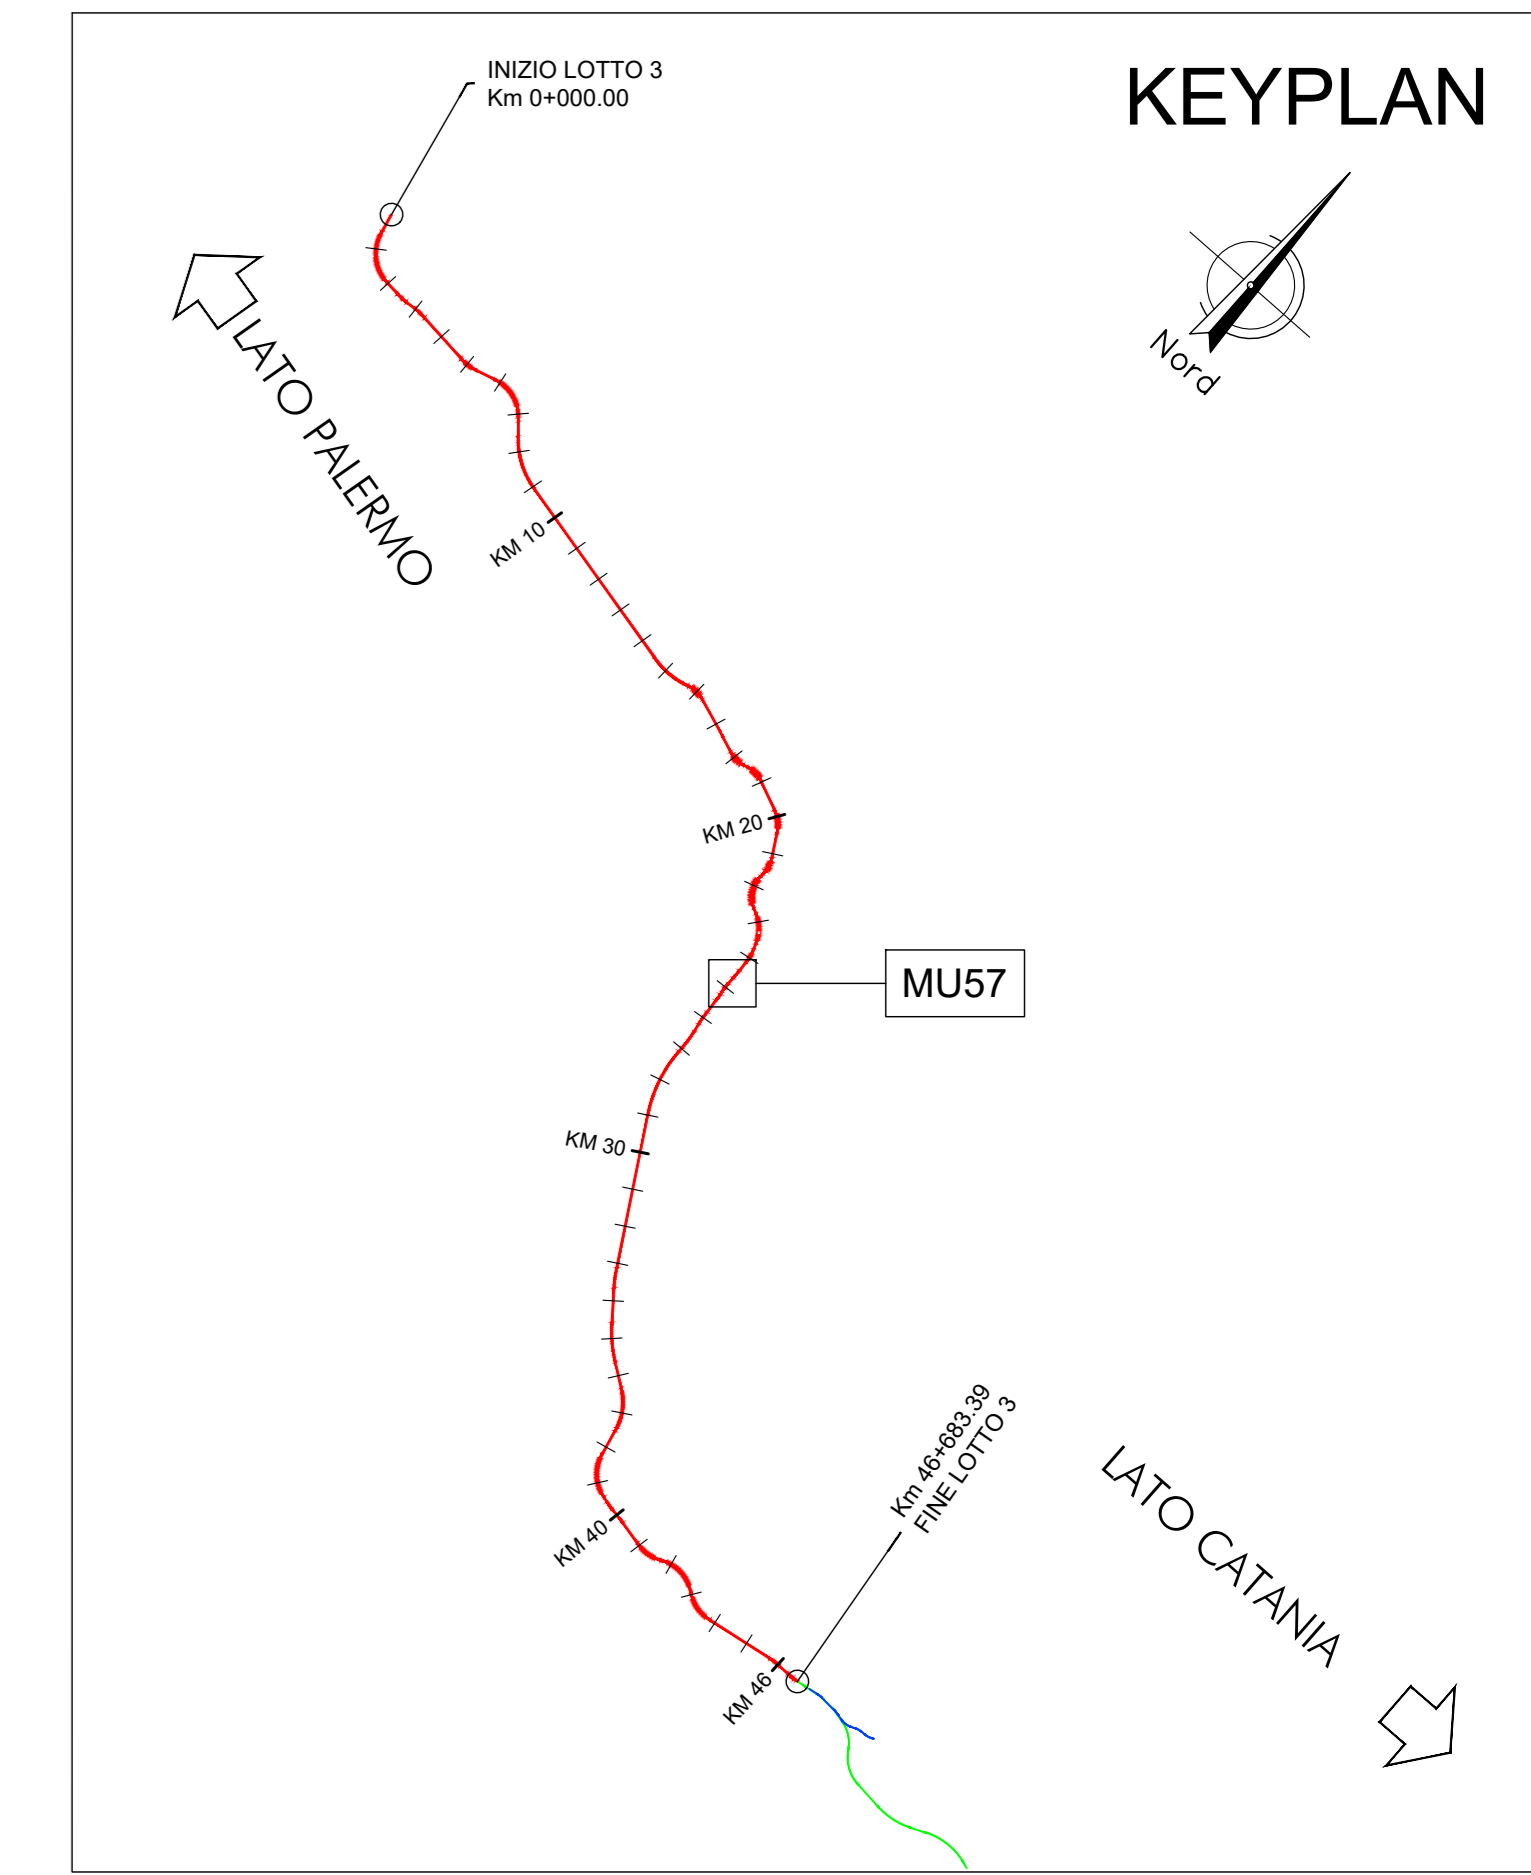 INIZIO LOTTO 3
Km 0+000.00
KEYPLAN
Nord
LATO PALERMO
KM 10
KM 20
MU57
KM 30
Km 46+683.39
FINE LOTTO 3
LATO CATANIA
KM 40
KM 46